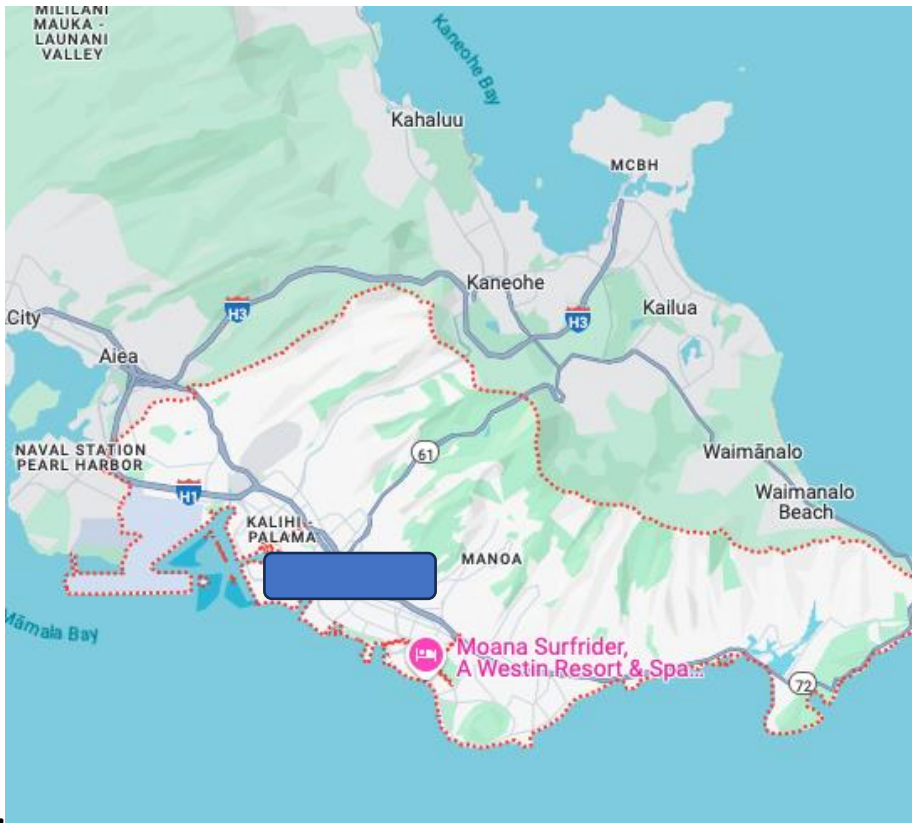 MILILANI
MAUKA -
LAUNANI
VALLEY
Kaneohe Bay
Kahaluu
MCBH
Kaneohe
H3
H3
Kailua
City
Aiea
61
NAVAL STATION
PEARL HARBOR
Waimānalo
H1
Waimanalo
Beach
KALIHI -
PALAMA
MANOA
Māmala Bay
Moana Surfrider,
A Westin Resort & Spa...
72